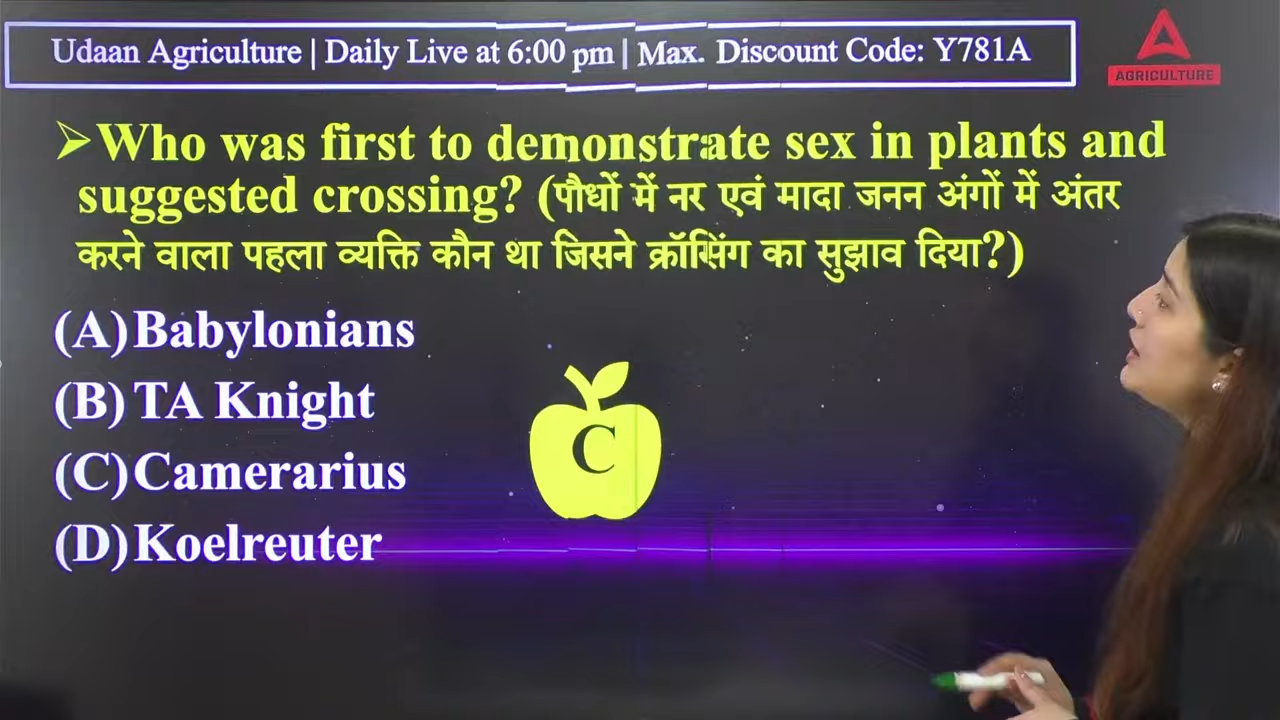 Udaan Agriculture | Daily Live at 6:00 pm | Max. Discount Code: Y781A
AGRICULTURE
➢Who was first to demonstrate sex in plants and
suggested crossing? (पौधों में नर एवं मादा जनन अंगों में अंतर
करने वाला पहला व्यक्ति कौन था जिसने क्रॉसिंग का सुझाव दिया?)
(A) Babylonians
(B) TA Knight
(C) Camerarius
(D) Koelreuter
C